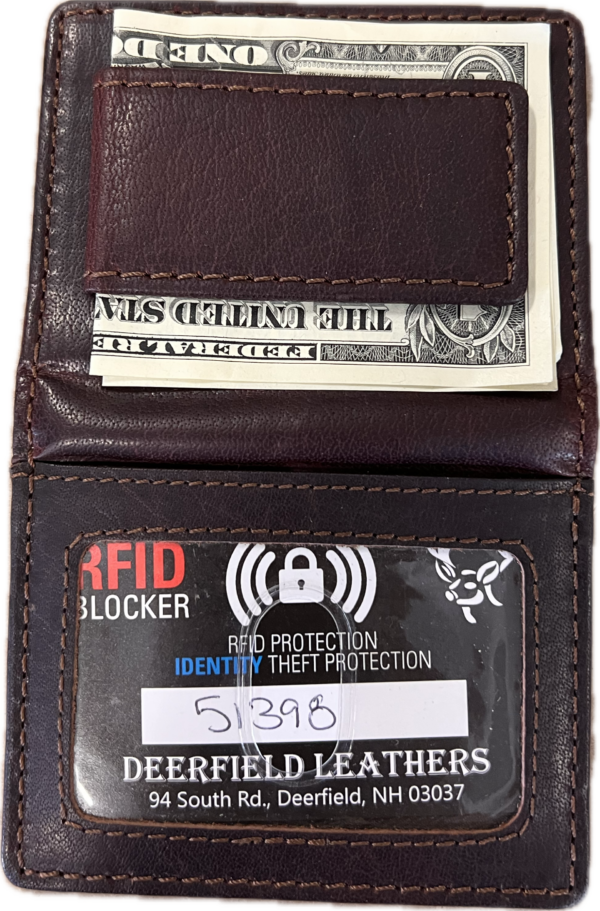 ONE D
THE UNITED STA
FEDERAL RE
RFID
BLOCKER
RFID PROTECTION
IDENTITY THEFT PROTECTION
51398
DEERFIELD LEATHERS
94 South Rd., Deerfield, NH 03037